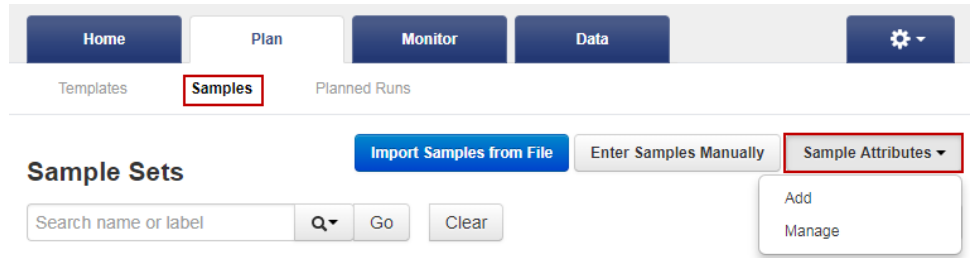 Home Plan Monitor Data
Templates Samples Planned Runs
Import Samples from File Enter Samples Manually Sample Attributes
Sample Sets
Add
Search name or label Go Clear
Manage